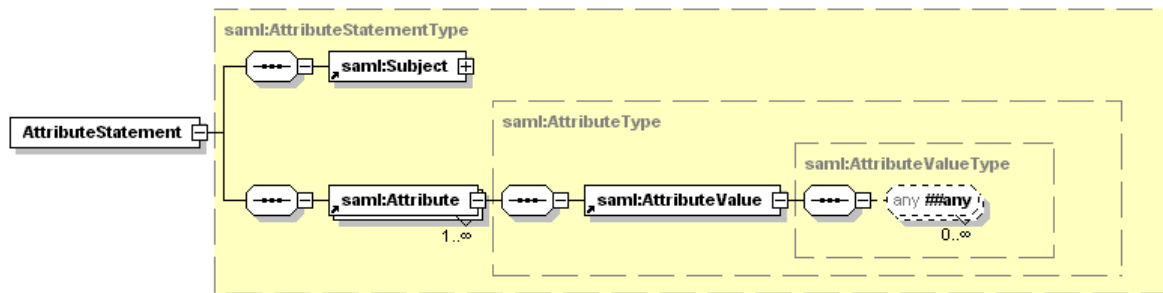 saml:AttributeStatementType
saml:Subject
AttributeStatement
saml:AttributeType
saml:AttributeValueType
saml:Attribute
saml:AttributeValue
any ##any
1..∞
0..∞